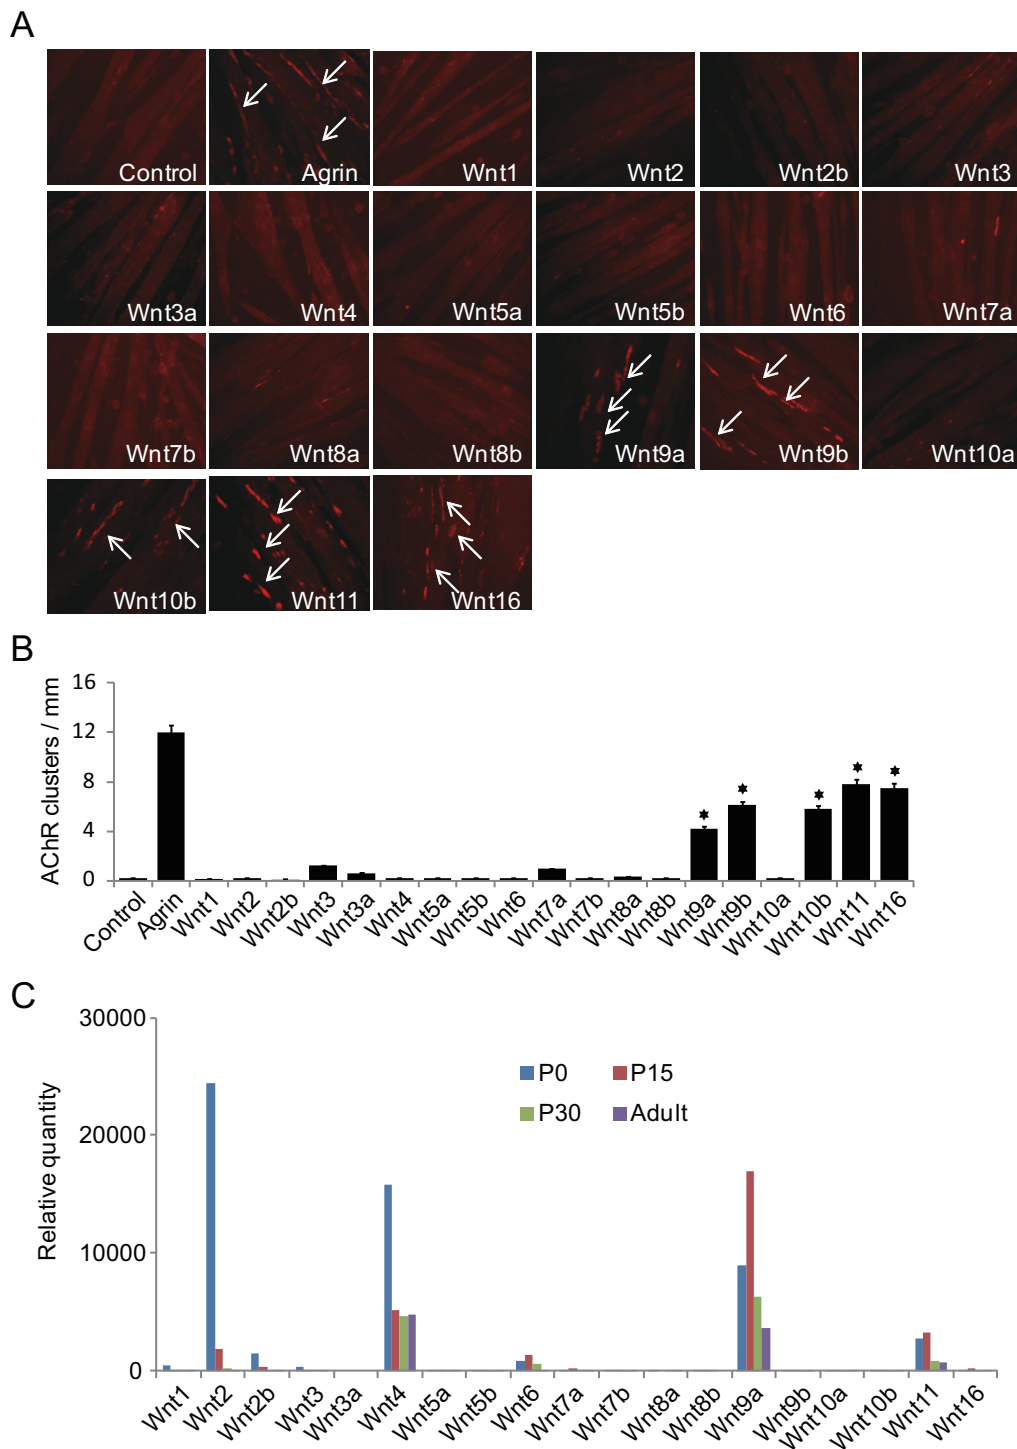 A
Control Agrin Wnt1 Wnt2 Wnt2b Wnt3
Wnt3a Wnt4 Wnt5a Wnt5b Wnt6 Wnt7a
Wnt7b Wnt8a Wnt8b Wnt9a Wnt9b Wnt10a
Wnt10b Wnt11 Wnt16
B
AChR clusters / mm
16
12
8
4
0
Control Agrin Wnt1 Wnt2 Wnt2b Wnt3 Wnt3a Wnt4 Wnt5a Wnt5b Wnt6 Wnt7a Wnt7b Wnt8a Wnt8b Wnt9a Wnt9b Wnt10a Wnt10b Wnt11 Wnt16
C
Relative quantity
30000
20000
10000
0
P0 P15
P30 Adult
Wnt1 Wnt2 Wnt2b Wnt3 Wnt3a Wnt4 Wnt5a Wnt5b Wnt6 Wnt7a Wnt7b Wnt8a Wnt8b Wnt9a Wnt9b Wnt10a Wnt10b Wnt11 Wnt16